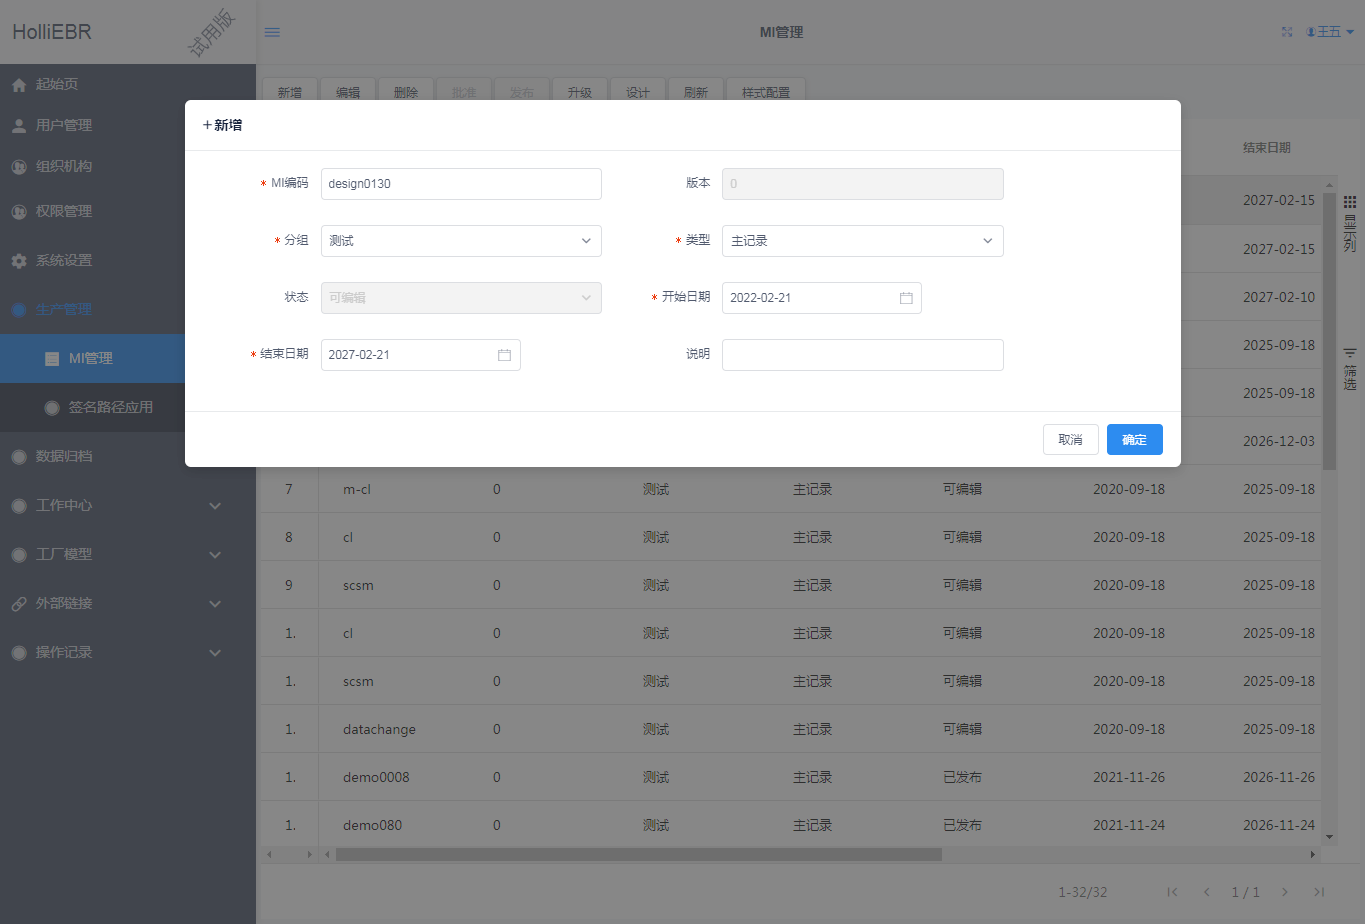 HolliEBR
试用版
MI管理
王五
起始页
用户管理
组织机构
权限管理
系统设置
生产管理
MI管理
签名路径应用
数据归档
工作中心
工厂模型
外部链接
操作记录
新增 编辑 删除 批准 发布 升级 设计 刷新 样式配置
+新增
* MI编码 design0130 版本 0
* 分组 测试 * 类型 主记录
状态 可编辑 * 开始日期 2022-02-21
* 结束日期 2027-02-21 说明
取消 确定
结束日期
2027-02-15
2027-02-15
2027-02-10
2025-09-18
2025-09-18
2026-12-03
7 m-cl 0 测试 主记录 可编辑 2020-09-18 2025-09-18
8 cl 0 测试 主记录 可编辑 2020-09-18 2025-09-18
9 scsm 0 测试 主记录 可编辑 2020-09-18 2025-09-18
1. cl 0 测试 主记录 可编辑 2020-09-18 2025-09-18
1. scsm 0 测试 主记录 可编辑 2020-09-18 2025-09-18
1. datachange 0 测试 主记录 可编辑 2020-09-18 2025-09-18
1. demo0008 0 测试 主记录 已发布 2021-11-26 2026-11-26
1. demo080 0 测试 主记录 已发布 2021-11-24 2026-11-24
显示列
筛选
1-32/32 1 / 1